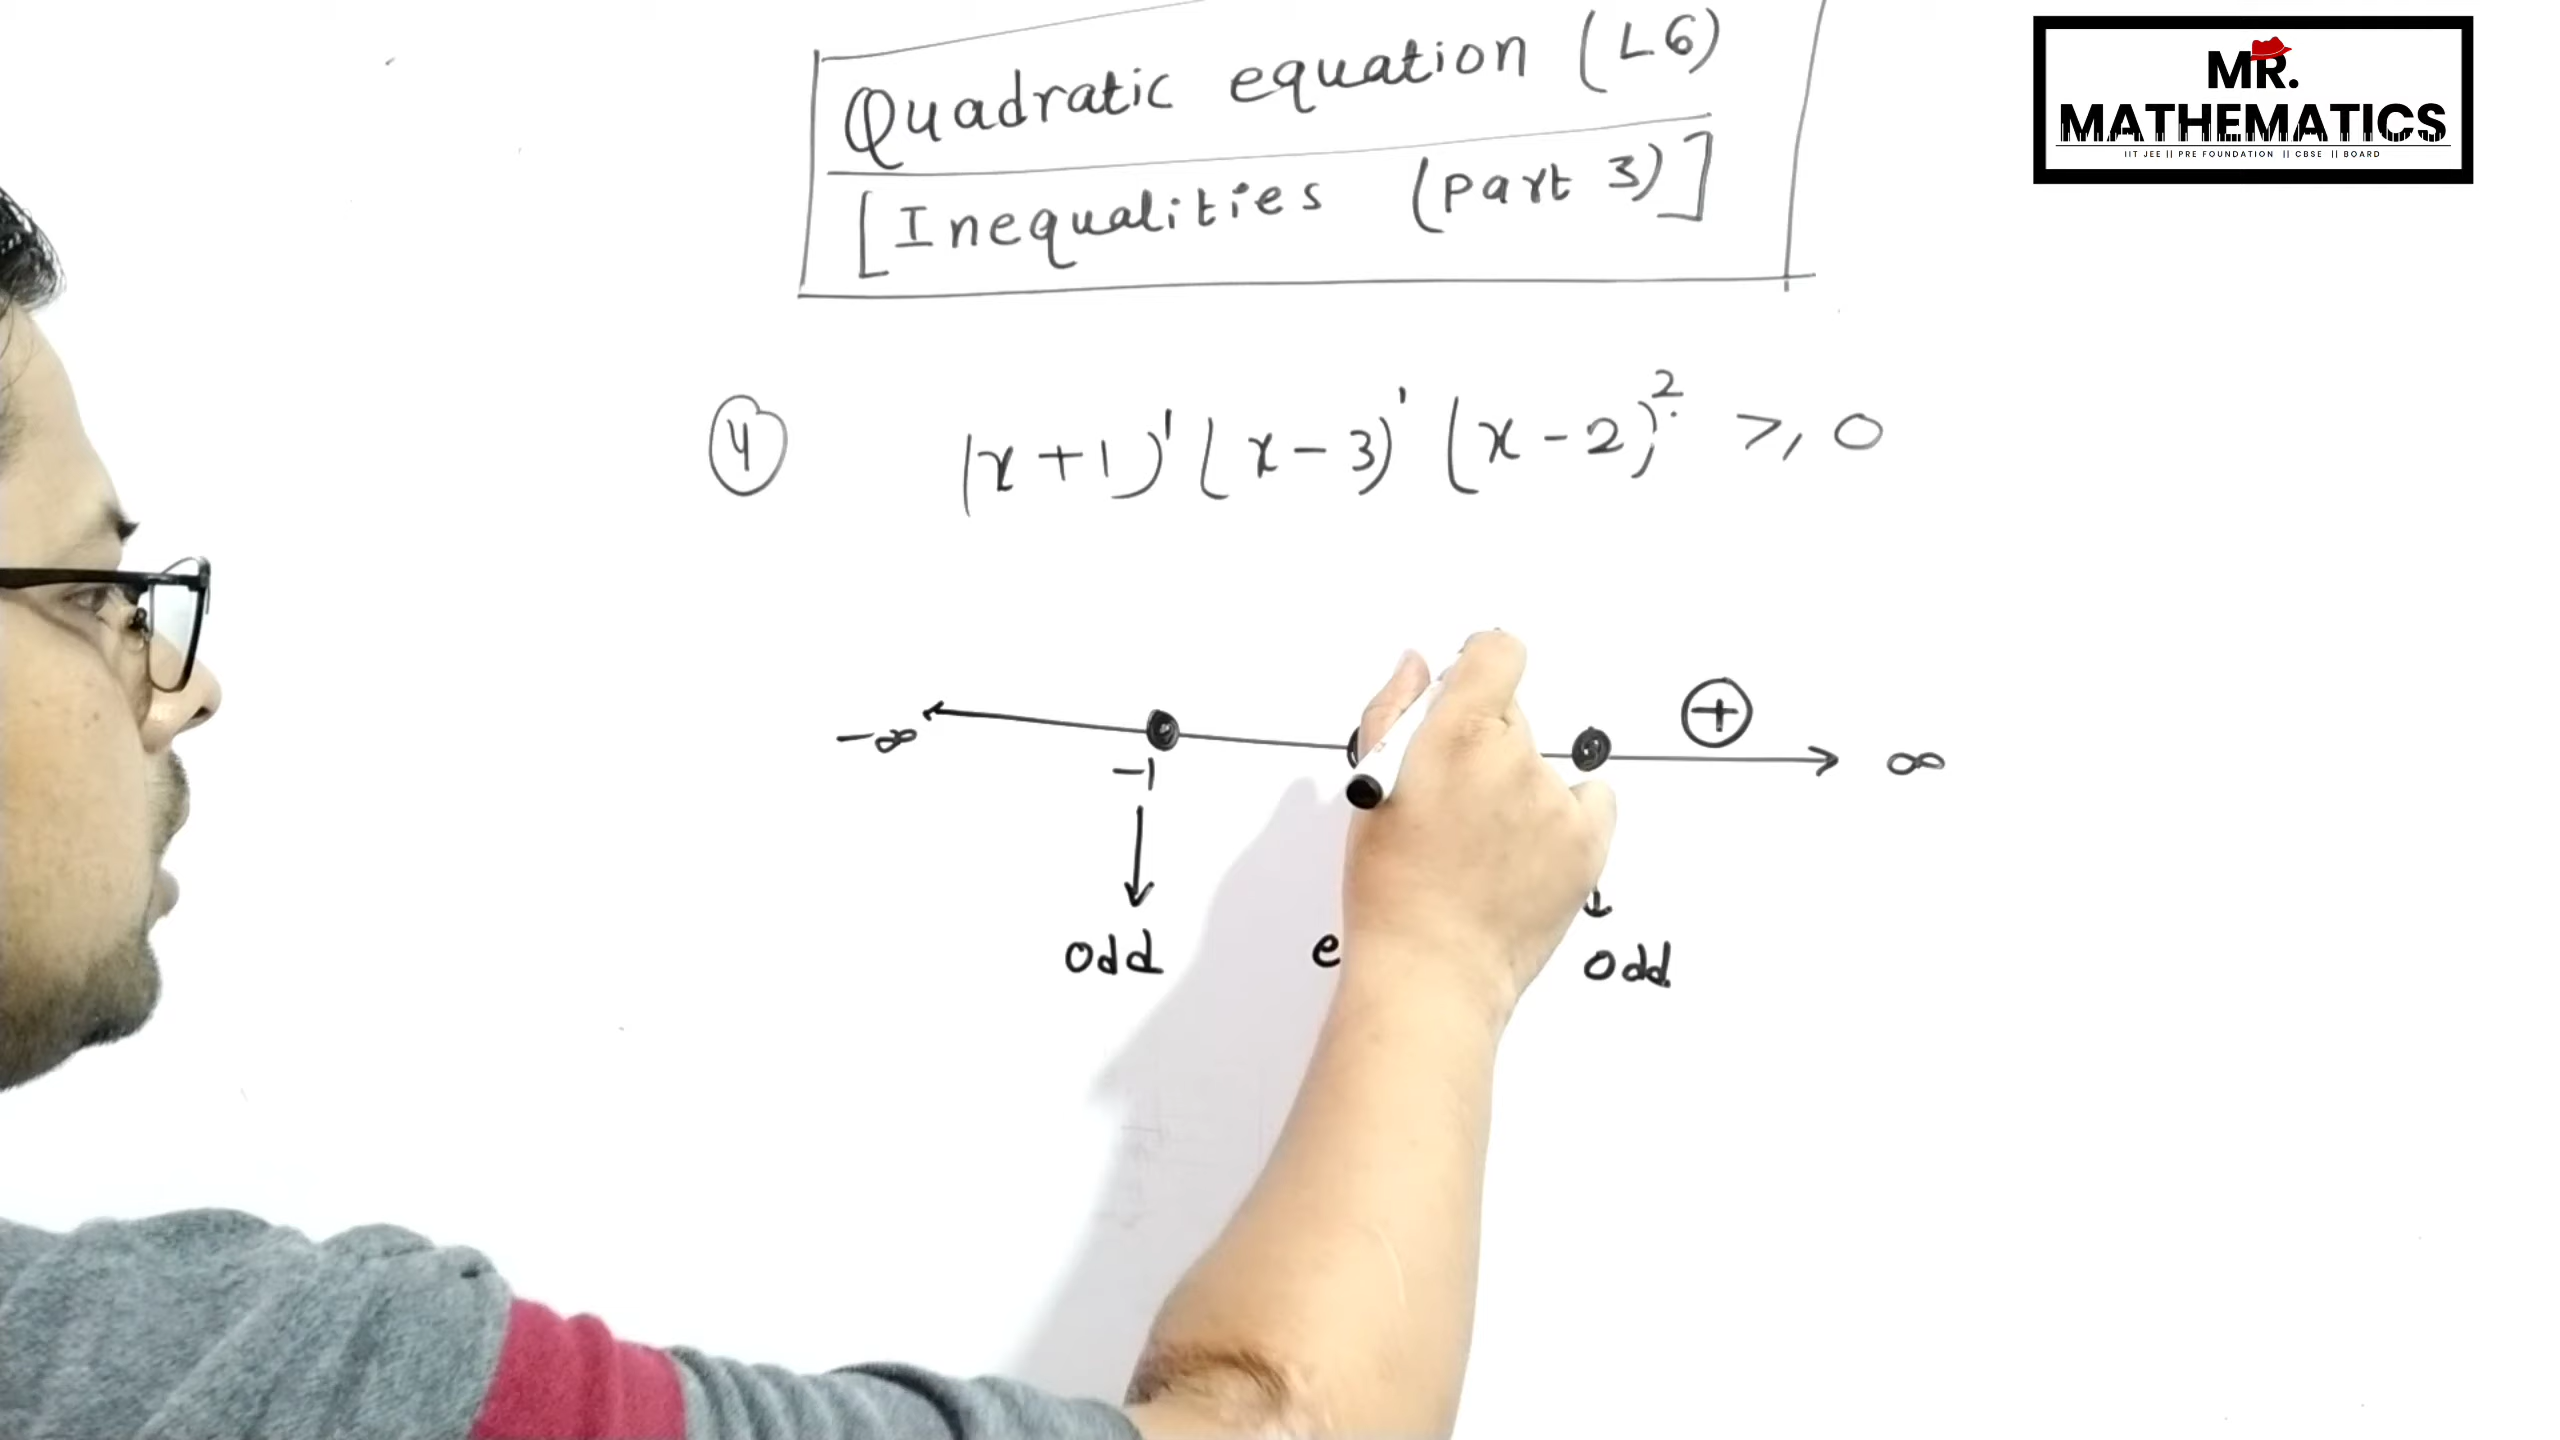 Quadratic equation (L6)
[Inequalities (part 3)]
MR.
MATHEMATICS
IIT JEE || PRE FOUNDATION || CBSE || BOARD
④ (x+1)¹(x-3)¹(x-2)² ≥ 0
-∞ ⊕ ∞
-1
odd e odd